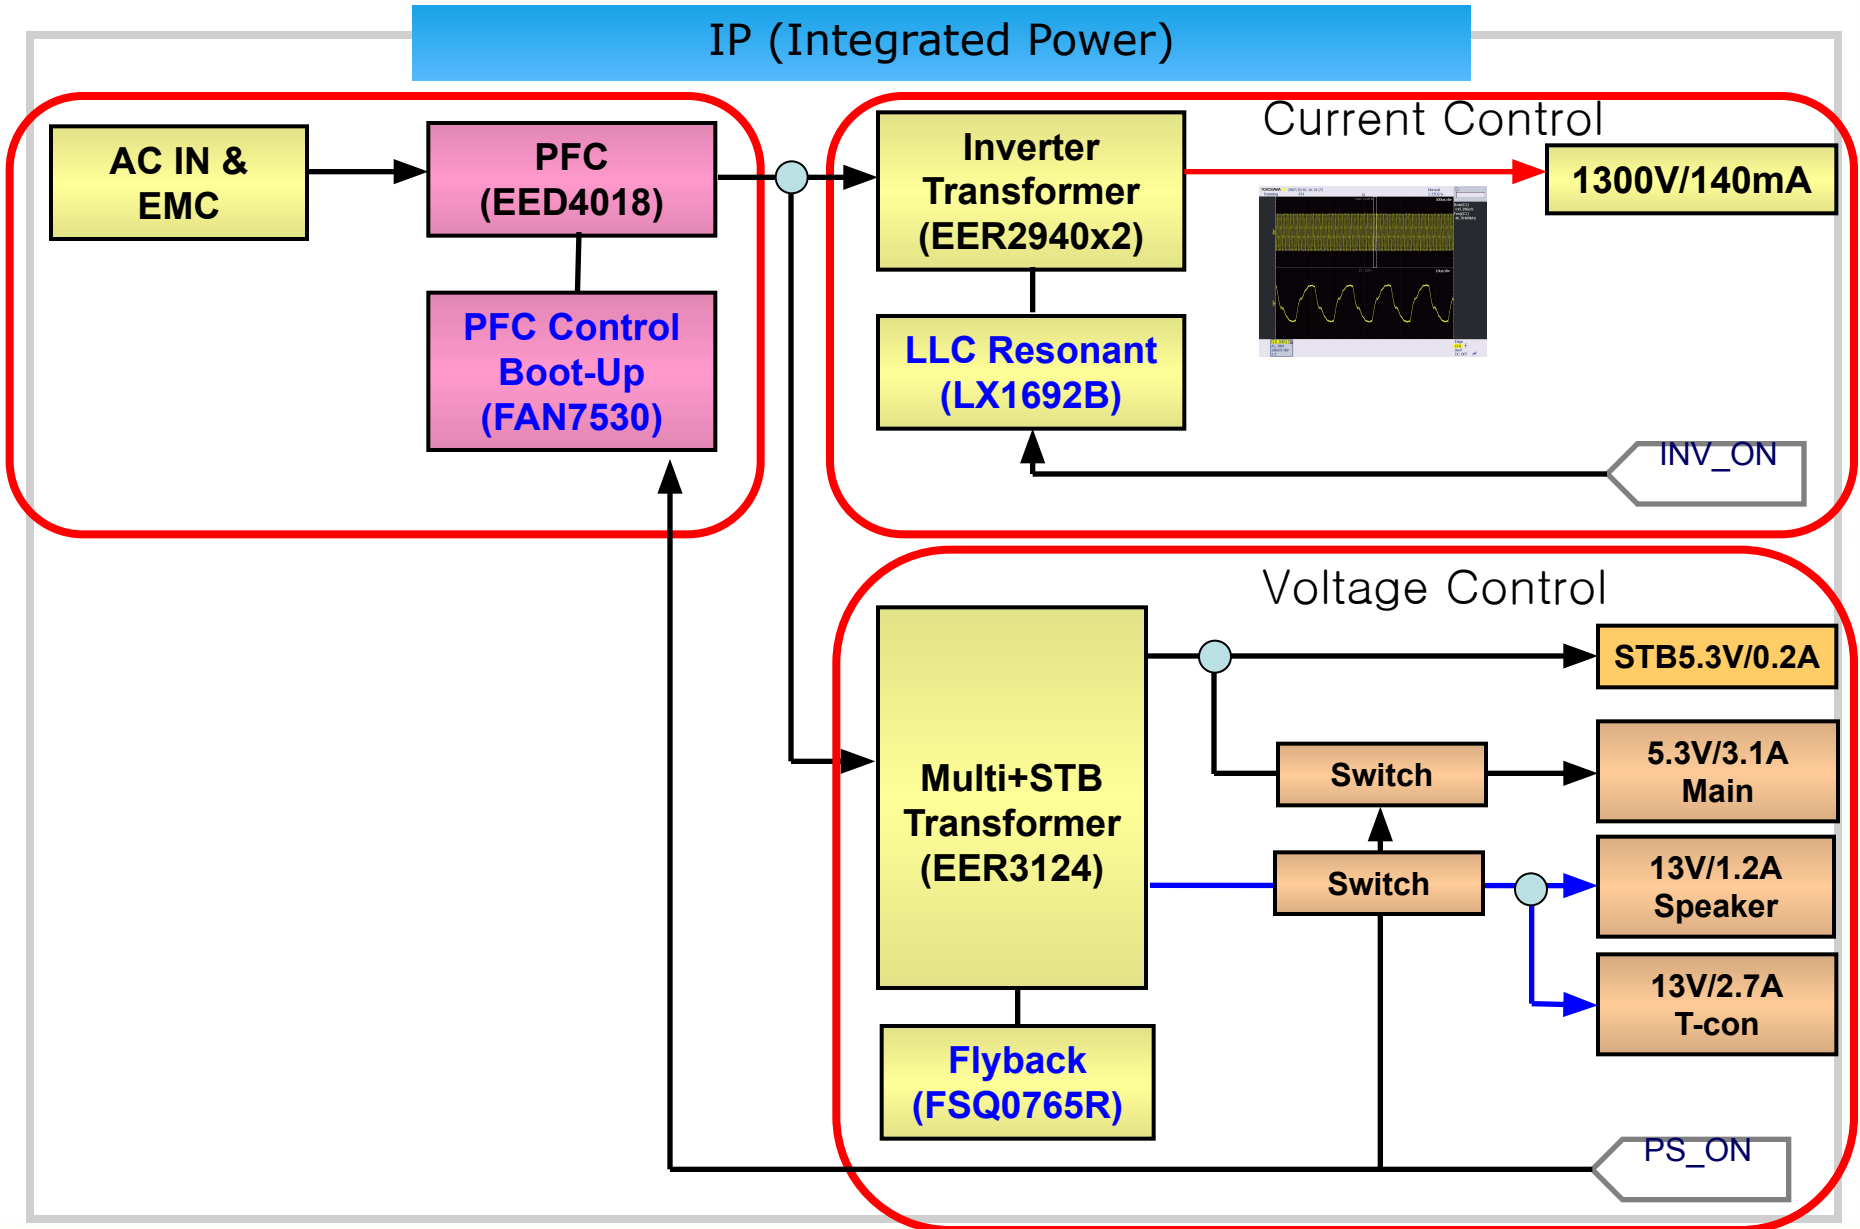 IP (Integrated Power)
AC IN &
EMC
PFC
(EED4018)
PFC Control
Boot-Up
(FAN7530)
Inverter
Transformer
(EER2940x2)
LLC Resonant
(LX1692B)
Current Control
1300V/140mA
INV_ON
Voltage Control
Multi+STB
Transformer
(EER3124)
Flyback
(FSQ0765R)
STB5.3V/0.2A
Switch
5.3V/3.1A
Main
Switch
13V/1.2A
Speaker
13V/2.7A
T-con
PS_ON